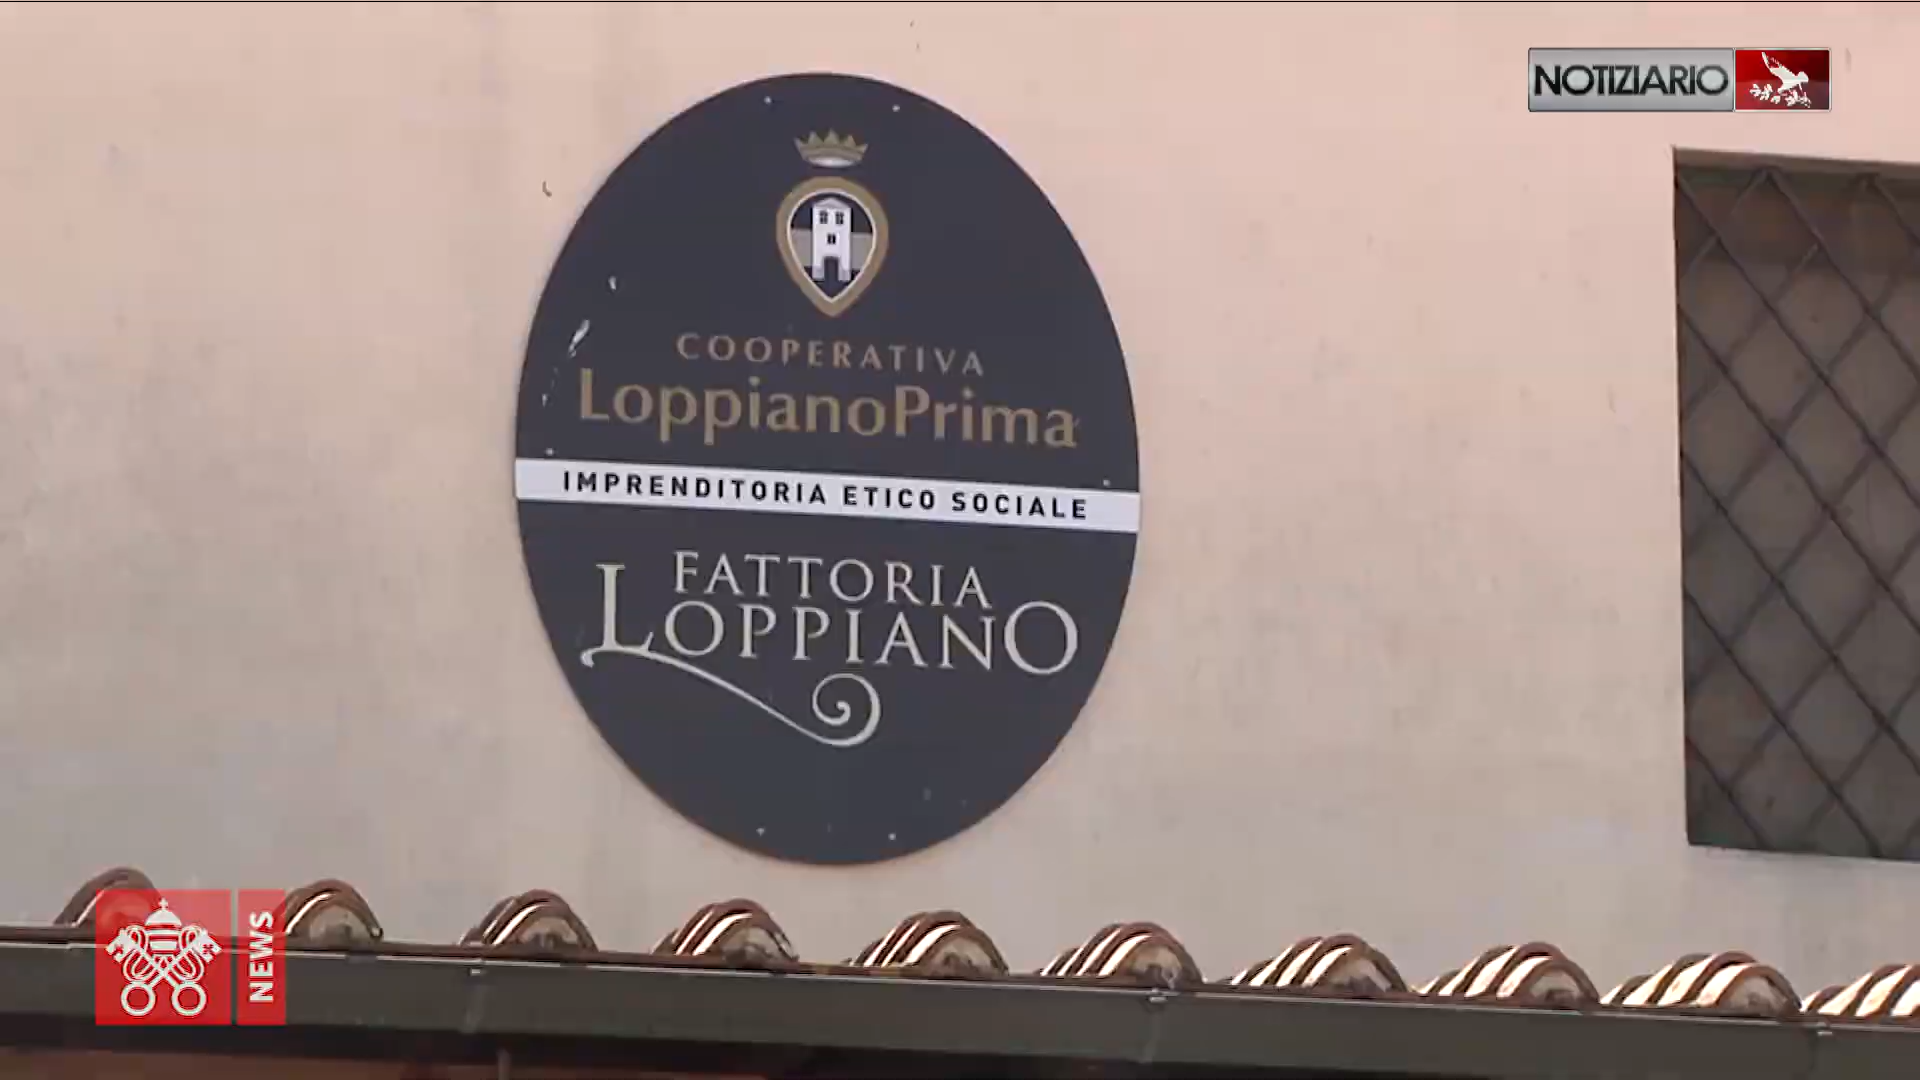 NOTIZIARIO
COOPERATIVA
LoppianoPrima
IMPRENDITORIA ETICO SOCIALE
FATTORIA
LOPPIANO
NEWS